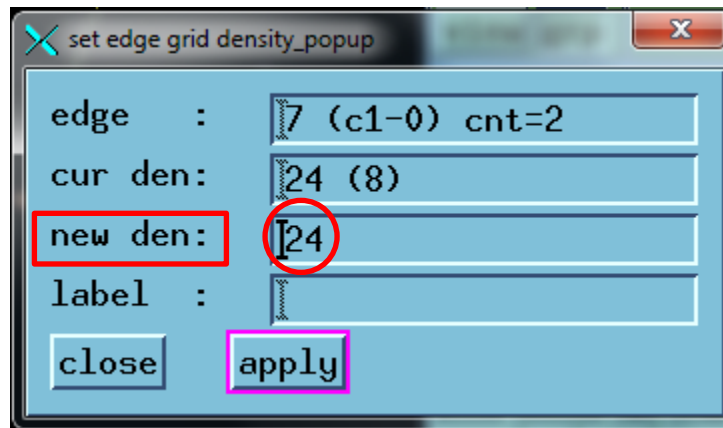 set edge grid density_popup
edge : 7 (c1-0) cnt=2
cur den: 24 (8)
new den: 24
label :
close apply